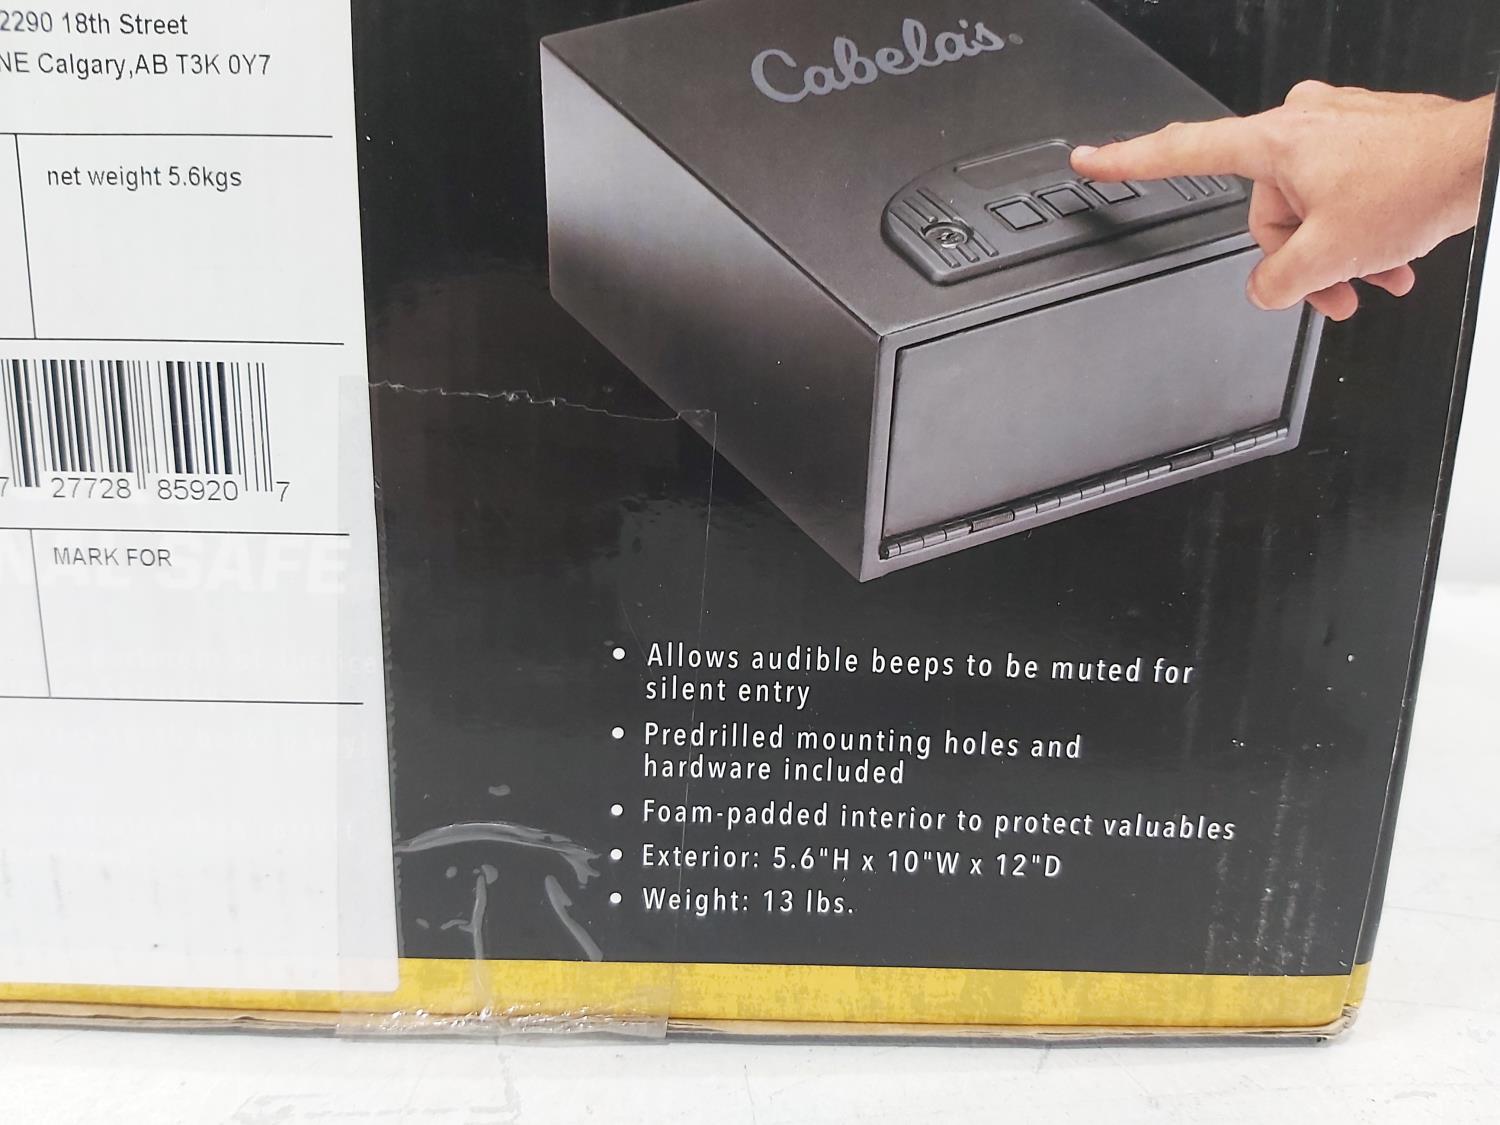 2290 18th Street
NE Calgary,AB T3K 0Y7
net weight 5.6kgs
7 27728 85920 7
MARK FOR
SAFE
Cabela's
• Allows audible beeps to be muted for
silent entry
• Predrilled mounting holes and
hardware included
• Foam-padded interior to protect valuables
• Exterior: 5.6"H x 10"W x 12"D
• Weight: 13 lbs.